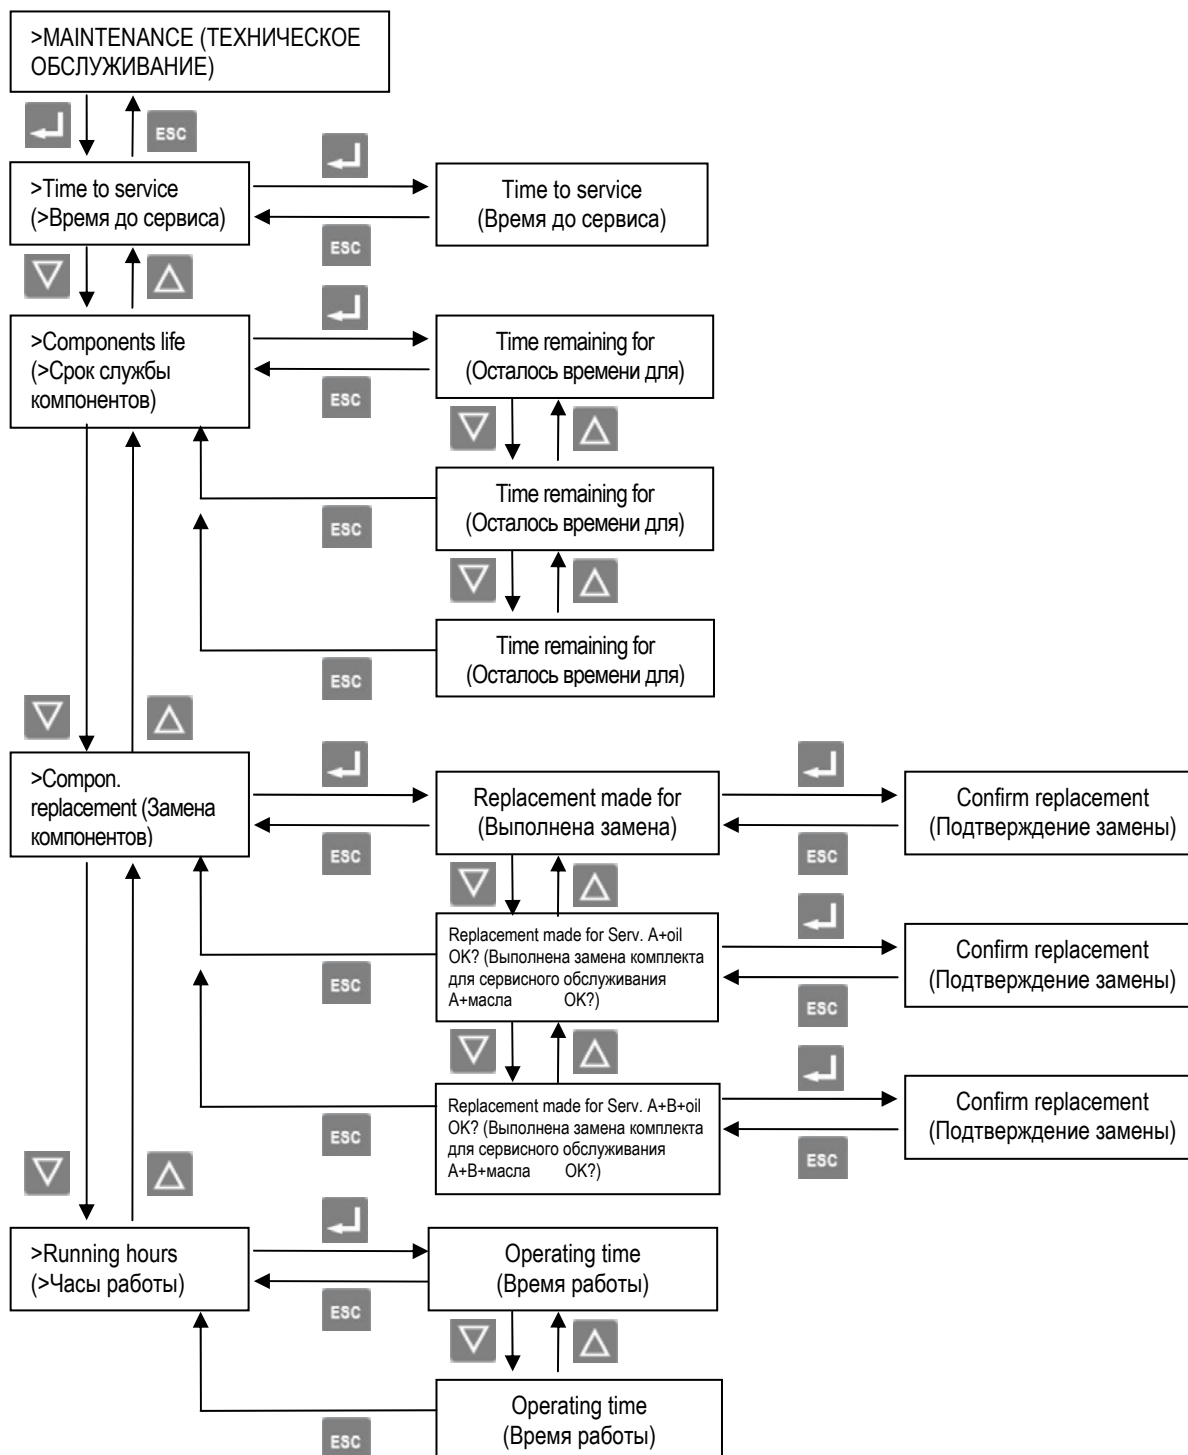 >MAINTENANCE (ТЕХНИЧЕСКОЕ
ОБСЛУЖИВАНИЕ)
ESC
>Time to service
(>Время до сервиса)
Time to service
(Время до сервиса)
ESC
>Components life
(>Срок службы
компонентов)
Time remaining for
(Осталось времени для)
ESC
Time remaining for
(Осталось времени для)
ESC
Time remaining for
(Осталось времени для)
ESC
>Compon.
replacement (Замена
компонентов)
Replacement made for
(Выполнена замена)
Confirm replacement
(Подтверждение замены)
ESC
ESC
Replacement made for Serv. A+oil
OK? (Выполнена замена комплекта
для сервисного обслуживания
А+масла OK?)
Confirm replacement
(Подтверждение замены)
ESC
ESC
Replacement made for Serv. A+B+oil
OK? (Выполнена замена комплекта
для сервисного обслуживания
А+В+масла OK?)
Confirm replacement
(Подтверждение замены)
ESC
ESC
>Running hours
(>Часы работы)
Operating time
(Время работы)
ESC
Operating time
(Время работы)
ESC